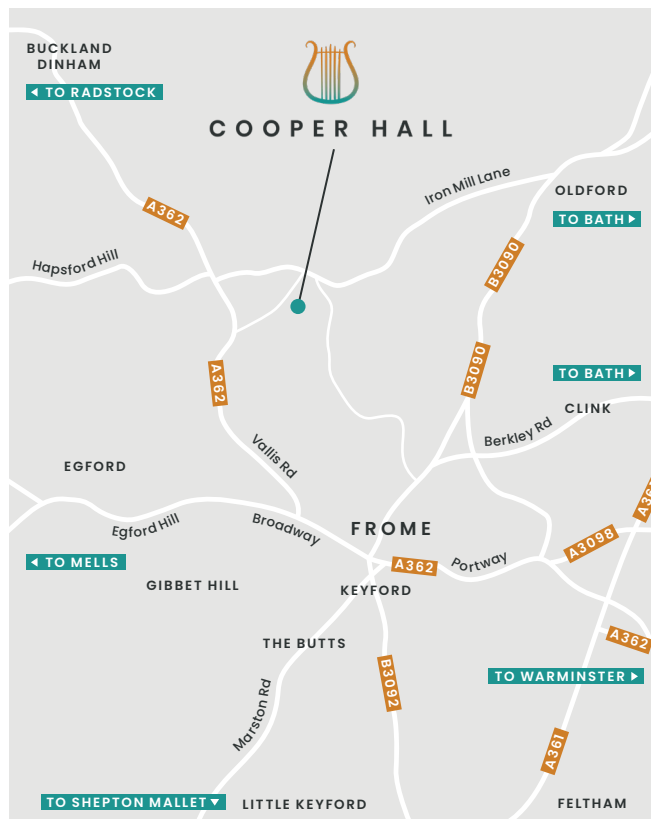 BUCKLAND
DINHAM
TO RADSTOCK
COOPER HALL
Iron Mill Lane
OLDFORD
A362
TO BATH
Hapsford Hill
B3090
B3090
A362
TO BATH
CLINK
Berkley Rd
Vallis Rd
EGFORD
Egford Hill
Broadway
FROME
A3098
TO MELLS
A362
Portway
GIBBET HILL
KEYFORD
THE BUTTS
A362
B3092
TO WARMINSTER
Marston Rd
A361
TO SHEPTON MALLET
LITTLE KEYFORD
FELTHAM